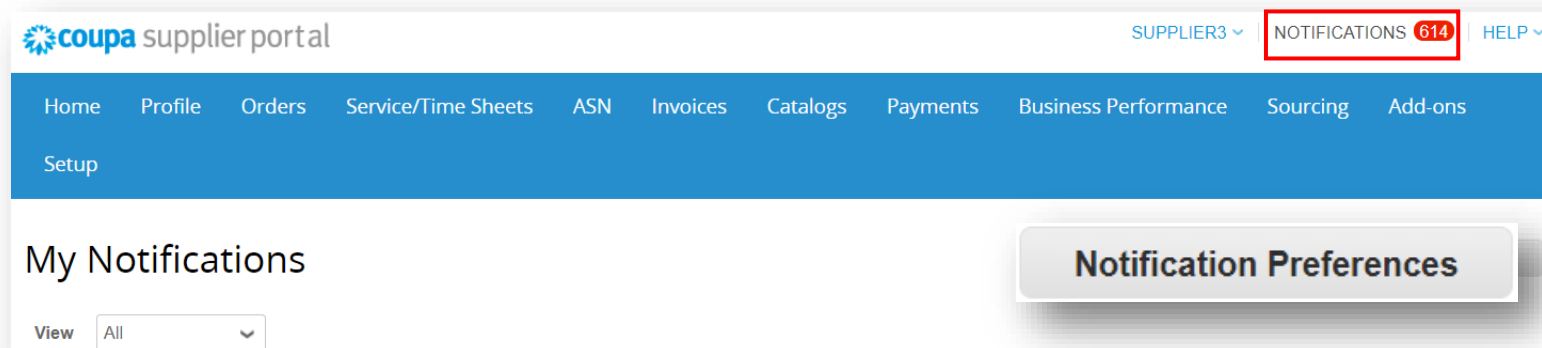 coupa supplier portal SUPPLIER3 NOTIFICATIONS 614 HELP
Home Profile Orders Service/Time Sheets ASN Invoices Catalogs Payments Business Performance Sourcing Add-ons
Setup
My Notifications Notification Preferences
View All